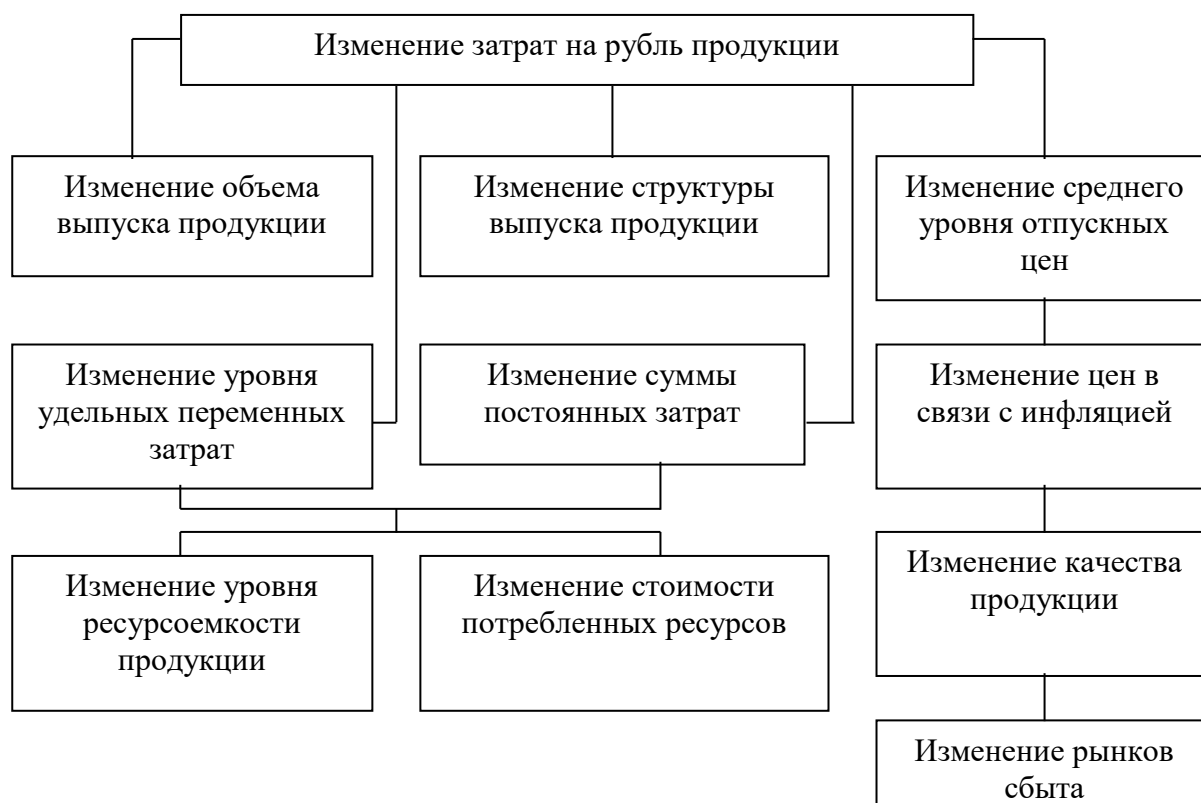 Изменение затрат на рубль продукции
Изменение объема
выпуска продукции
Изменение структуры
выпуска продукции
Изменение среднего
уровня отпускных
цен
Изменение уровня
удельных переменных
затрат
Изменение суммы
постоянных затрат
Изменение цен в
связи с инфляцией
Изменение уровня
ресурсоемкости
продукции
Изменение стоимости
потребленных ресурсов
Изменение качества
продукции
Изменение рынков
сбыта